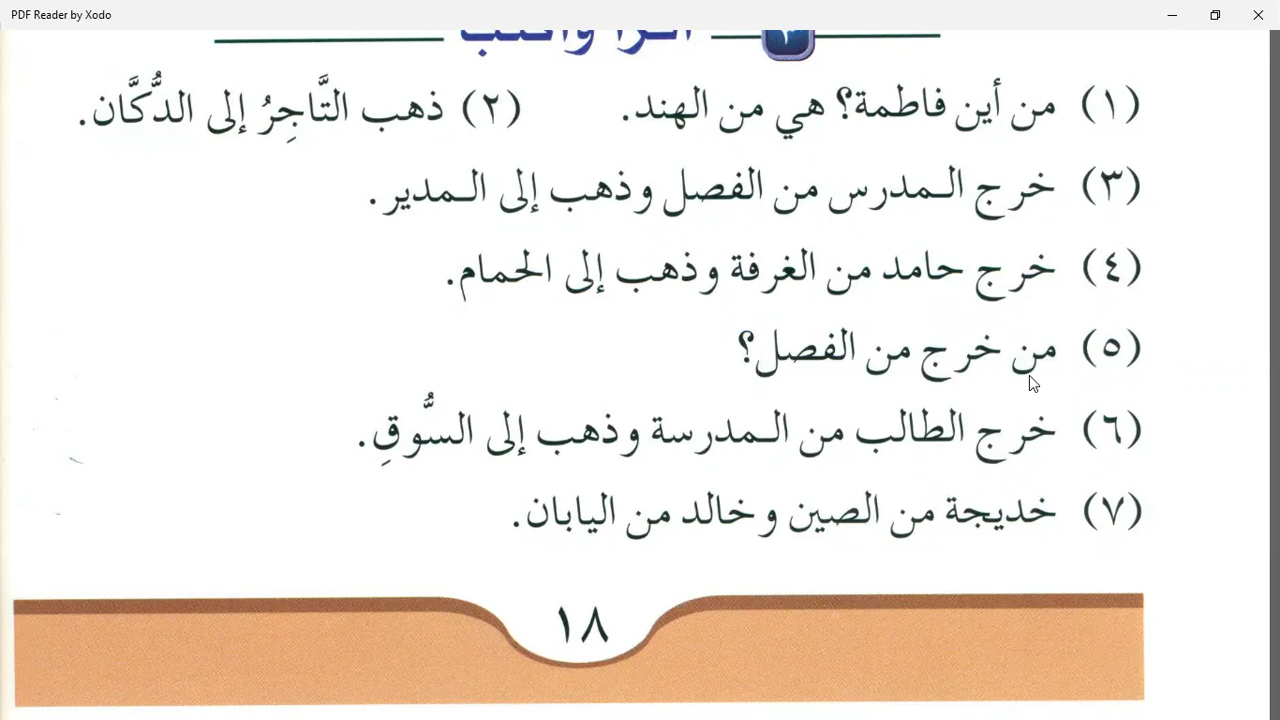 PDF Reader by Xodo
(١) من أين فاطمة؟ هي من الهند. (٢) ذهب التَّاجِرُ إلى الدُّكَّان.
(٣) خرج المدرس من الفصل وذهب إلى المدير.
(٤) خرج حامد من الغرفة وذهب إلى الحمام.
(٥) من خرج من الفصل؟
(٦) خرج الطالب من المدرسة وذهب إلى السُّوقِ.
(٧) خديجة من الصين وخالد من اليابان.
١٨